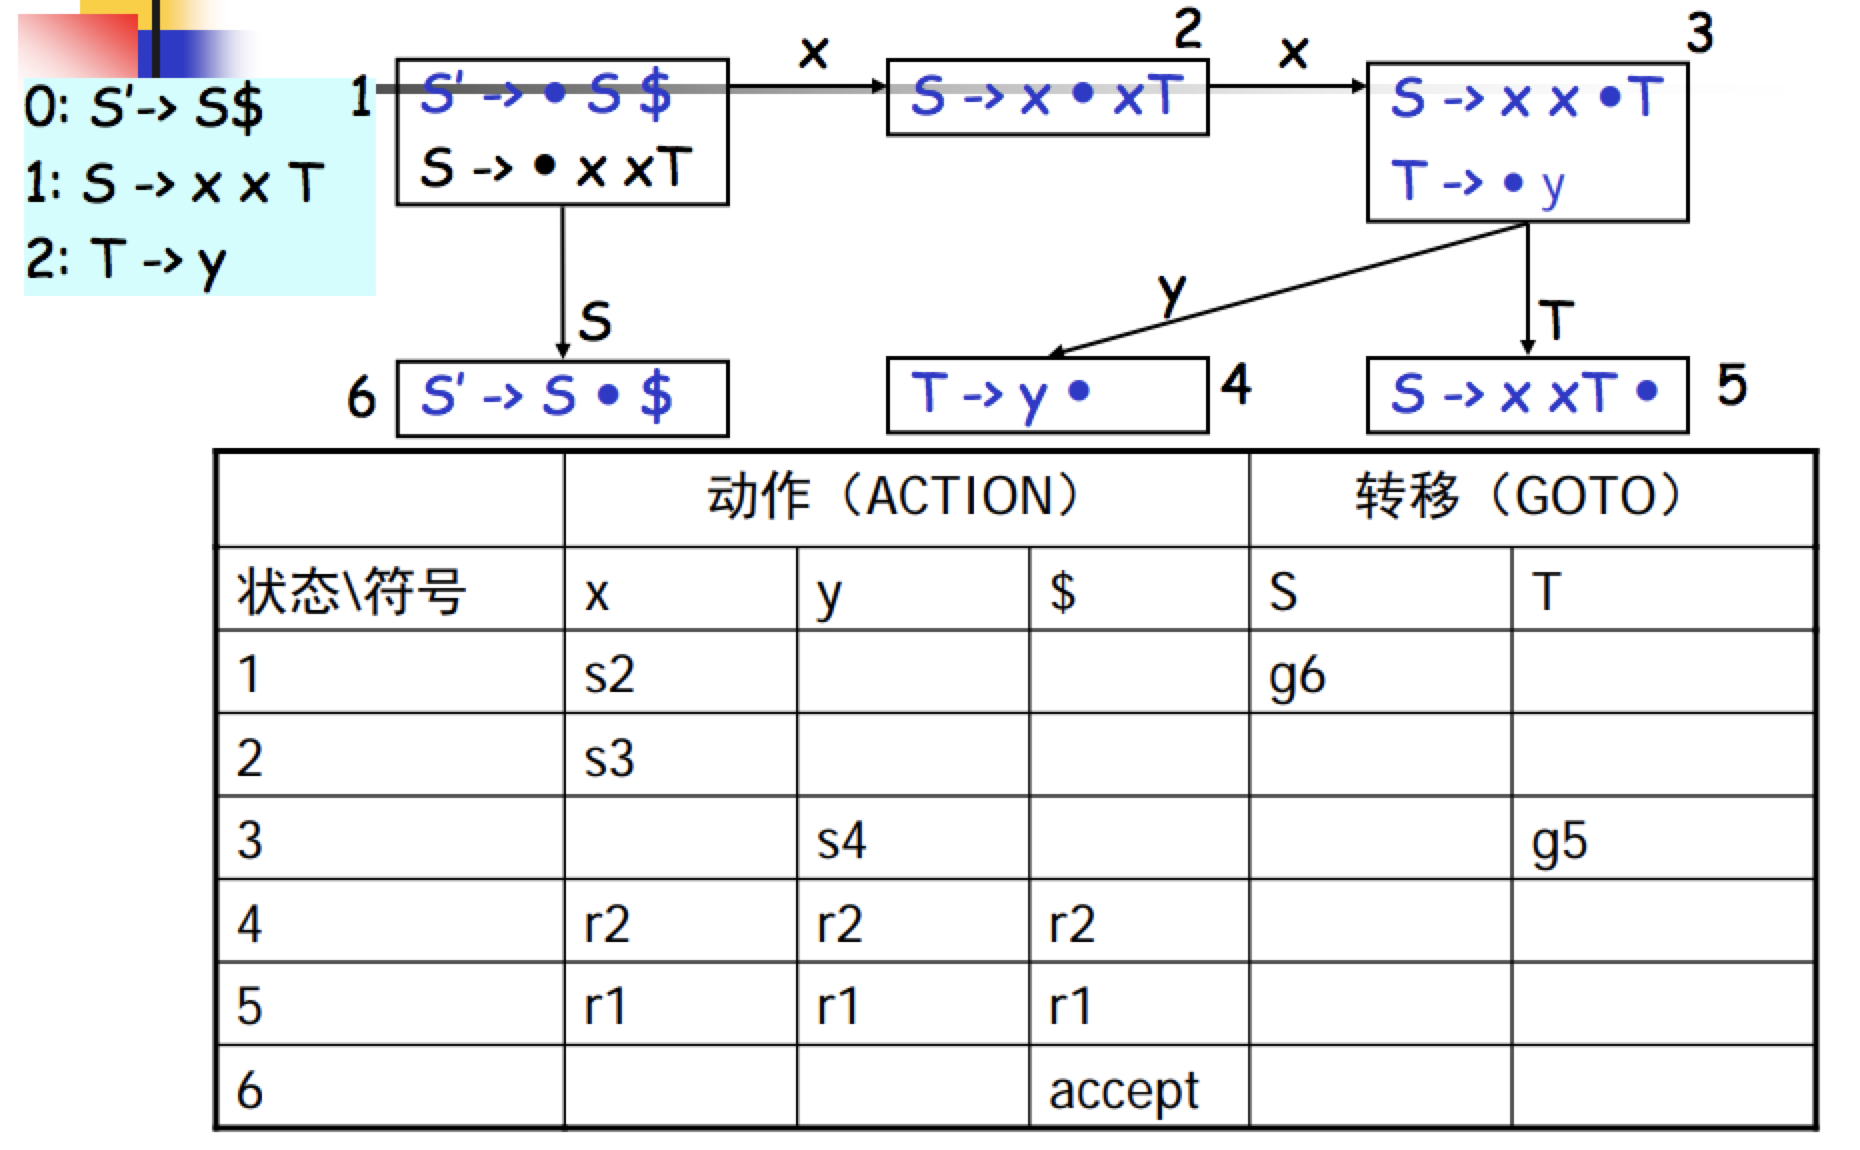 0: S'-> S$
1: S -> x x T
2: T -> y
1
S' -> • S $
S -> • x xT
x
2
S -> x • xT
x
3
S -> x x •T
T -> • y
S
y
T
6
S' -> S • $
T -> y •
4
S -> x xT •
5
动作（ACTION） 转移（GOTO）
状态\符号 x y $ S T
1 s2 g6
2 s3
3 s4 g5
4 r2 r2 r2
5 r1 r1 r1
6 accept